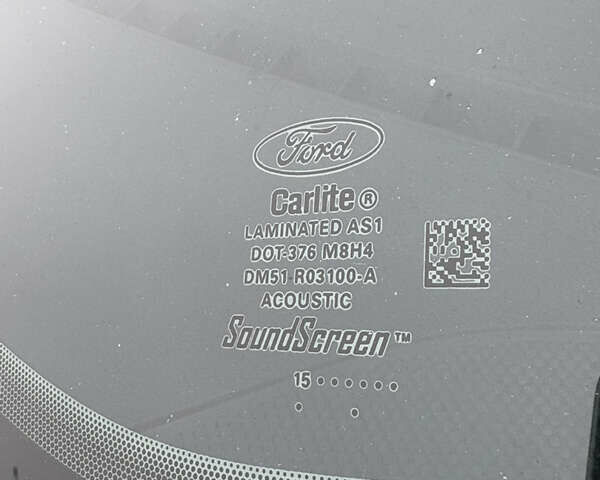 Ford
Carlite®
LAMINATED AS1
DOT-376 M8H4
DM51-R03100-A
ACOUSTIC
SoundScreen™
15